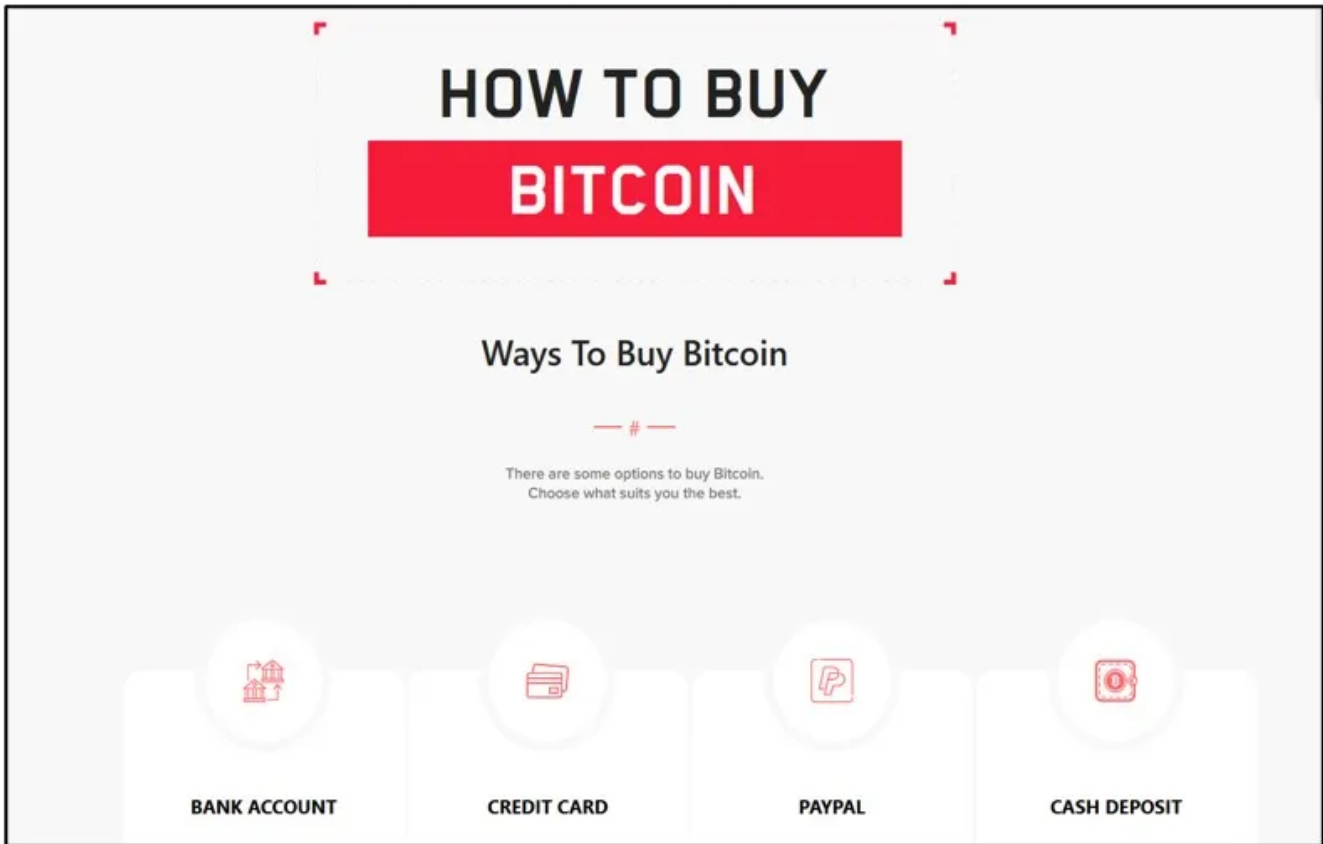 HOW TO BUY
BITCOIN
Ways To Buy Bitcoin
#
There are some options to buy Bitcoin.
Choose what suits you the best.
BANK ACCOUNT
CREDIT CARD
PAYPAL
CASH DEPOSIT